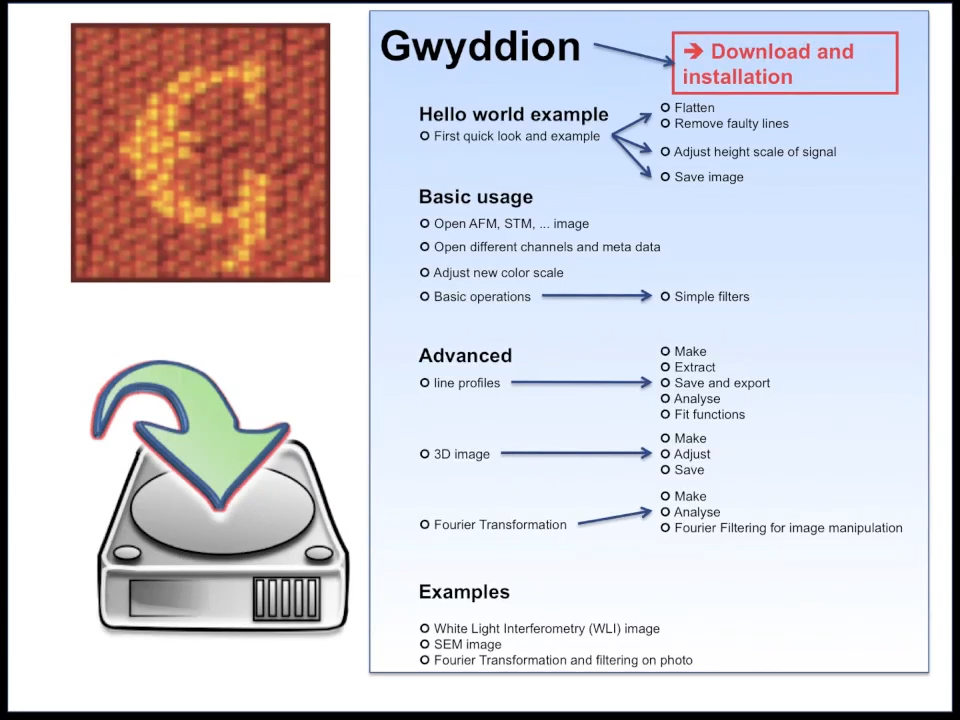 Gwyddion
➔ Download and
installation
Hello world example
First quick look and example
Flatten
Remove faulty lines
Adjust height scale of signal
Save image
Basic usage
Open AFM, STM, ... image
Open different channels and meta data
Adjust new color scale
Basic operations
Simple filters
Advanced
line profiles
Make
Extract
Save and export
Analyse
Fit functions
3D image
Make
Adjust
Save
Fourier Transformation
Make
Analyse
Fourier Filtering for image manipulation
Examples
White Light Interferometry (WLI) image
SEM image
Fourier Transformation and filtering on photo